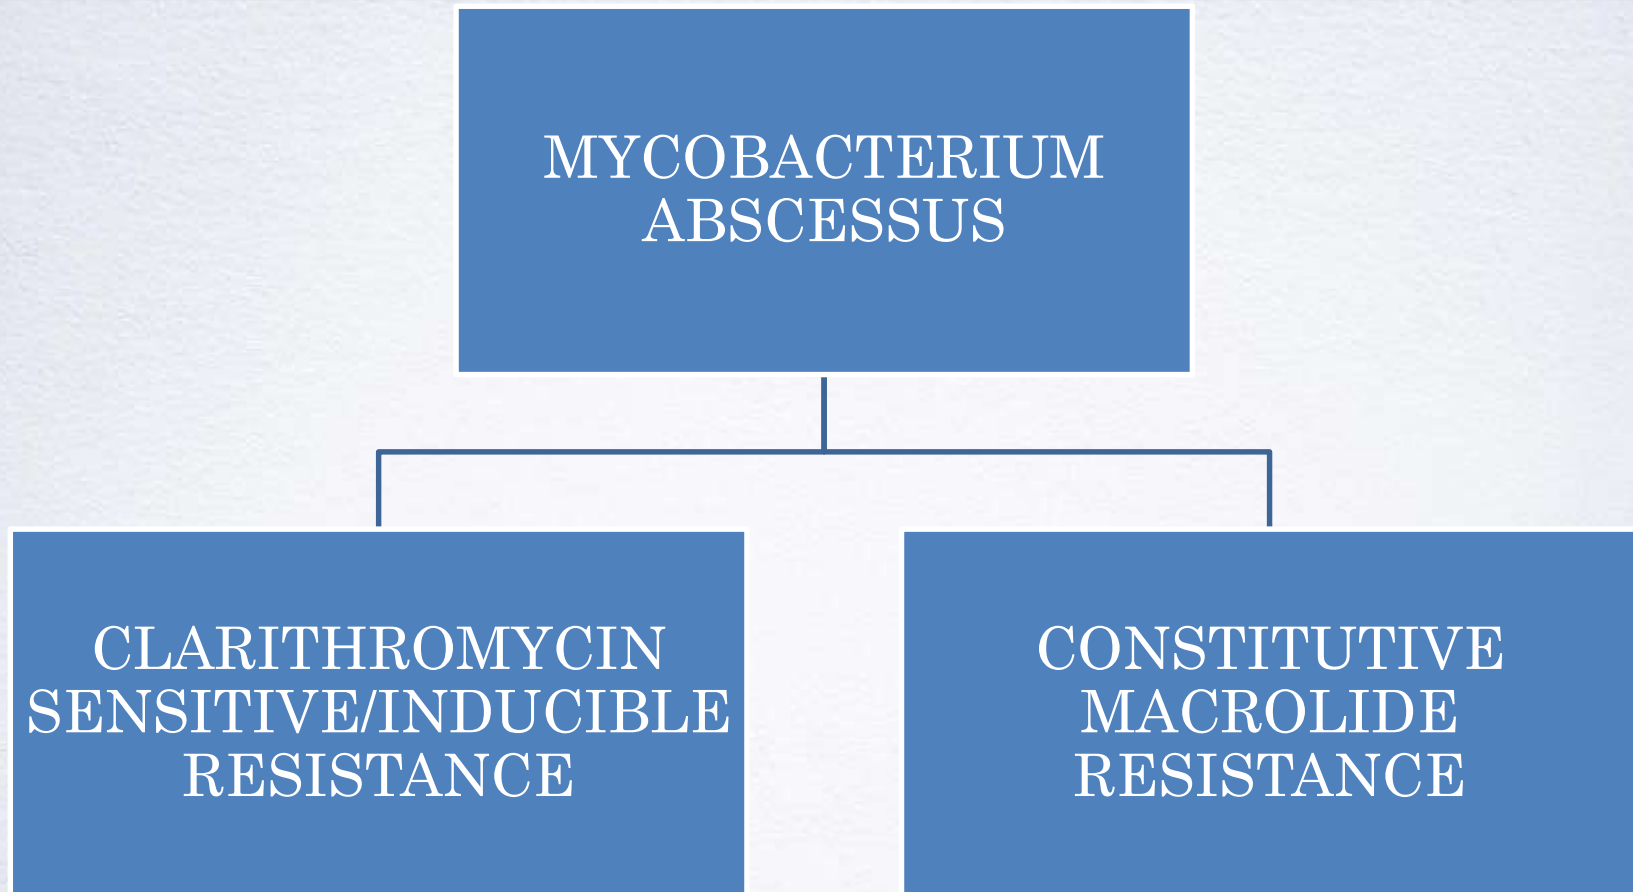 MYCOBACTERIUM
ABSCESSUS
CLARITHROMYCIN
SENSITIVE/INDUCIBLE
RESISTANCE
CONSTITUTIVE
MACROLIDE
RESISTANCE